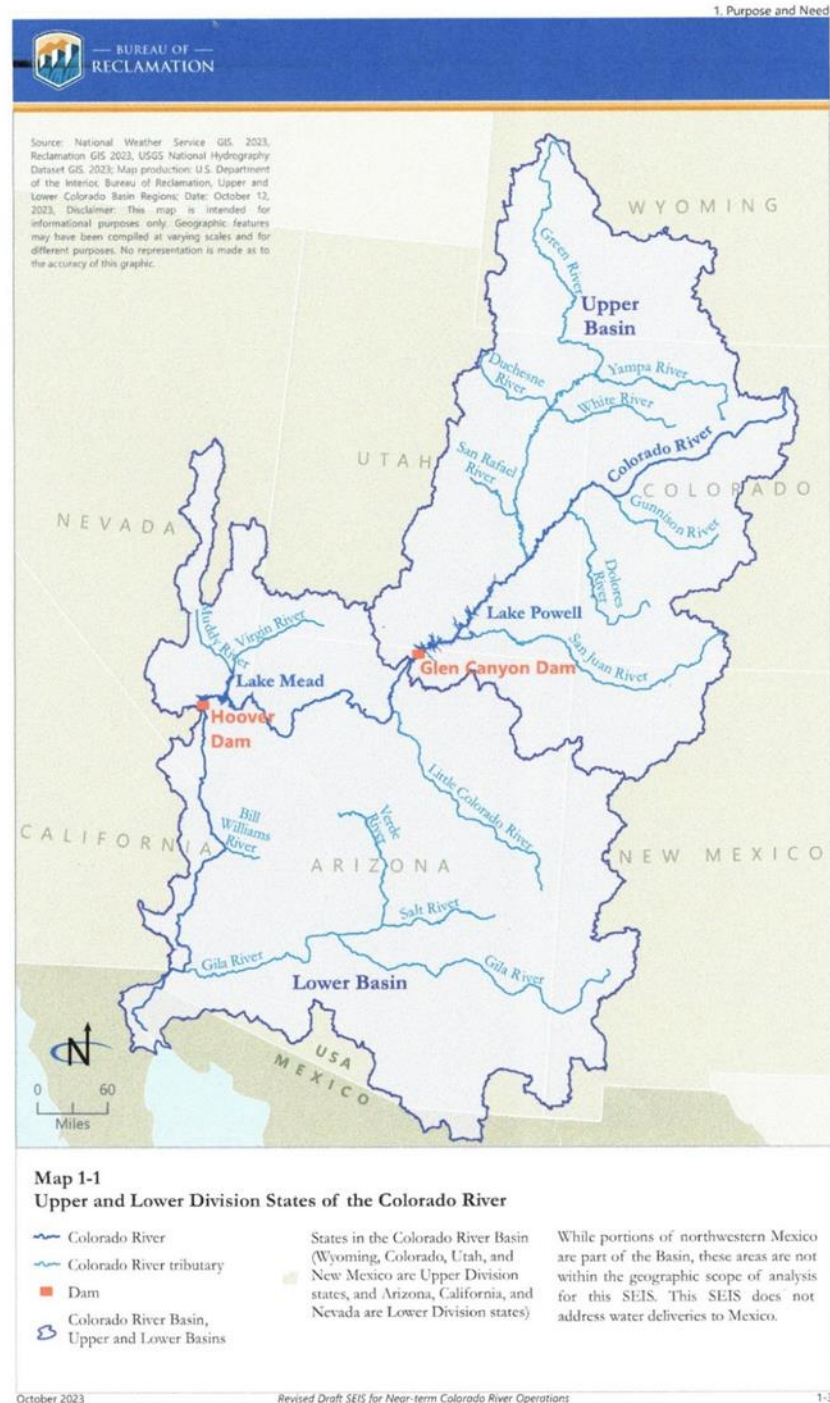 1. Purpose and Need
— BUREAU OF —
RECLAMATION
Source: National Weather Service GIS. 2023,
Reclamation GIS 2023, USGS National Hydrography
Dataset GIS. 2023; Map production: U.S. Department
of the Interior, Bureau of Reclamation, Upper and
Lower Colorado Basin Regions; Date: October 12,
2023, Disclaimer: This map is intended for
informational purposes only. Geographic features
may have been compiled at varying scales and for
different purposes. No representation is made as to
the accuracy of this graphic.
WYOMING
Green River
Upper
Basin
Duchesne
River
Yampa River
White River
UTAH
San Rafael
River
Colorado River
COLORADO
Gunnison River
NEVADA
Dolores
River
Lake Powell
Muddy River
Virgin River
San Juan River
Glen Canyon Dam
Lake Mead
Hoover
Dam
Little Colorado River
Bill
Williams
River
Verde
River
CALIFORNIA
ARIZONA
NEW MEXICO
Salt River
Gila River
Gila River
Lower Basin
N
USA
MEXICO
0 60
Miles
Map 1-1
Upper and Lower Division States of the Colorado River
Colorado River
Colorado River tributary
Dam
Colorado River Basin,
Upper and Lower Basins
States in the Colorado River Basin
(Wyoming, Colorado, Utah, and
New Mexico are Upper Division
states, and Arizona, California, and
Nevada are Lower Division states)
While portions of northwestern Mexico
are part of the Basin, these areas are not
within the geographic scope of analysis
for this SEIS. This SEIS does not
address water deliveries to Mexico.
October 2023
Revised Draft SEIS for Near-term Colorado River Operations
1-3